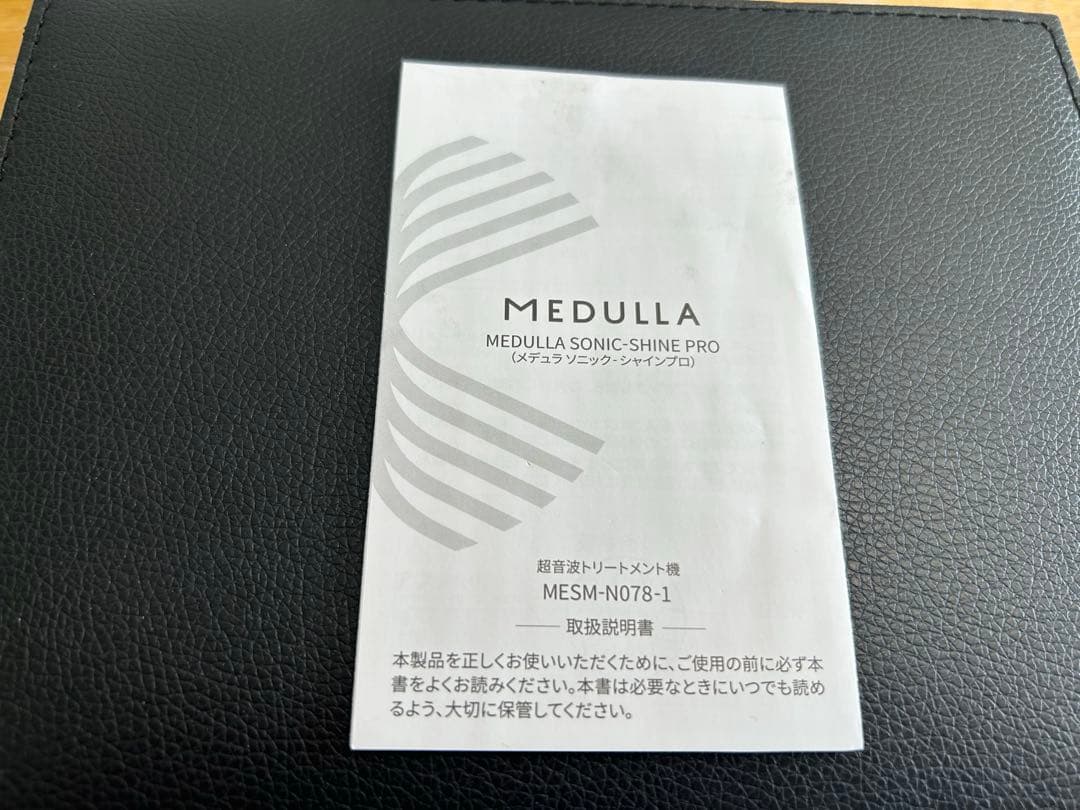 MEDULLA
MEDULLA SONIC-SHINE PRO
(メデュラ ソニック-シャインプロ)
超音波トリートメント機
MESM-N078-1
取扱説明書
本製品を正しくお使いいただくために、ご使用の前に必ず本
書をよくお読みください。本書は必要なときにいつでも読め
るよう、大切に保管してください。